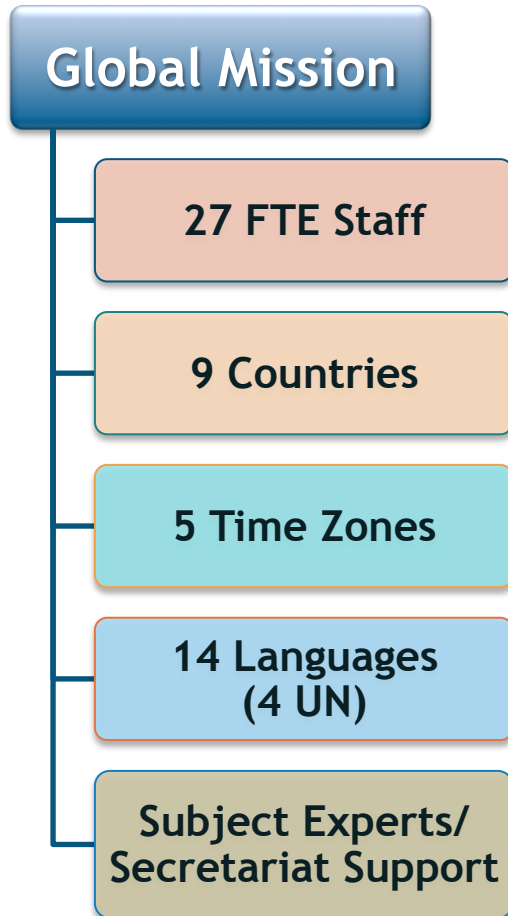 Global Mission
27 FTE Staff
9 Countries
5 Time Zones
14 Languages
(4 UN)
Subject Experts/
Secretariat Support